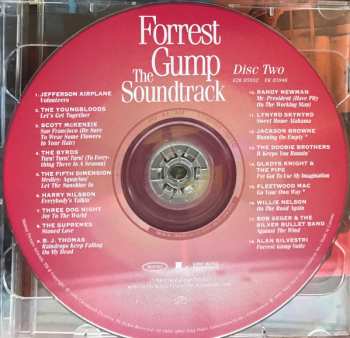 Forrest
Gump
The
Soundtrack
Disc Two
1. JEFFERSON AIRPLANE
Volunteers
2. THE YOUNGBLOODS
Let's Get Together
3. SCOTT MCKENZIE
San Francisco (Be Sure
To Wear Some Flowers
In Your Hair)
4. THE BYRDS
Turn! Turn! Turn! (To Every-
thing There Is A Season)
5. THE FIFTH DIMENSION
Medley: Aquarius/
Let The Sunshine In
6. HARRY NILSSON
Everybody's Talkin'
7. THREE DOG NIGHT
Joy To The World
8. THE SUPREMES
Stoned Love
9. B. J. THOMAS
Raindrops Keep Falling
On My Head
10. RANDY NEWMAN
Mr. President (Have Pity
On The Working Man)
11. LYNYRD SKYNYRD
Sweet Home Alabama
12. JACKSON BROWNE
Running On Empty *
13. THE DOOBIE BROTHERS
It Keeps You Runnin'
14. GLADYS KNIGHT &
THE PIPS
I've Got To Use My Imagination
15. FLEETWOOD MAC
Go Your Own Way *
16. WILLIE NELSON
On The Road Again
17. BOB SEGER & THE
SILVER BULLET BAND
Against The Wind
18. ALAN SILVESTRI
Forrest Gump Suite
epic